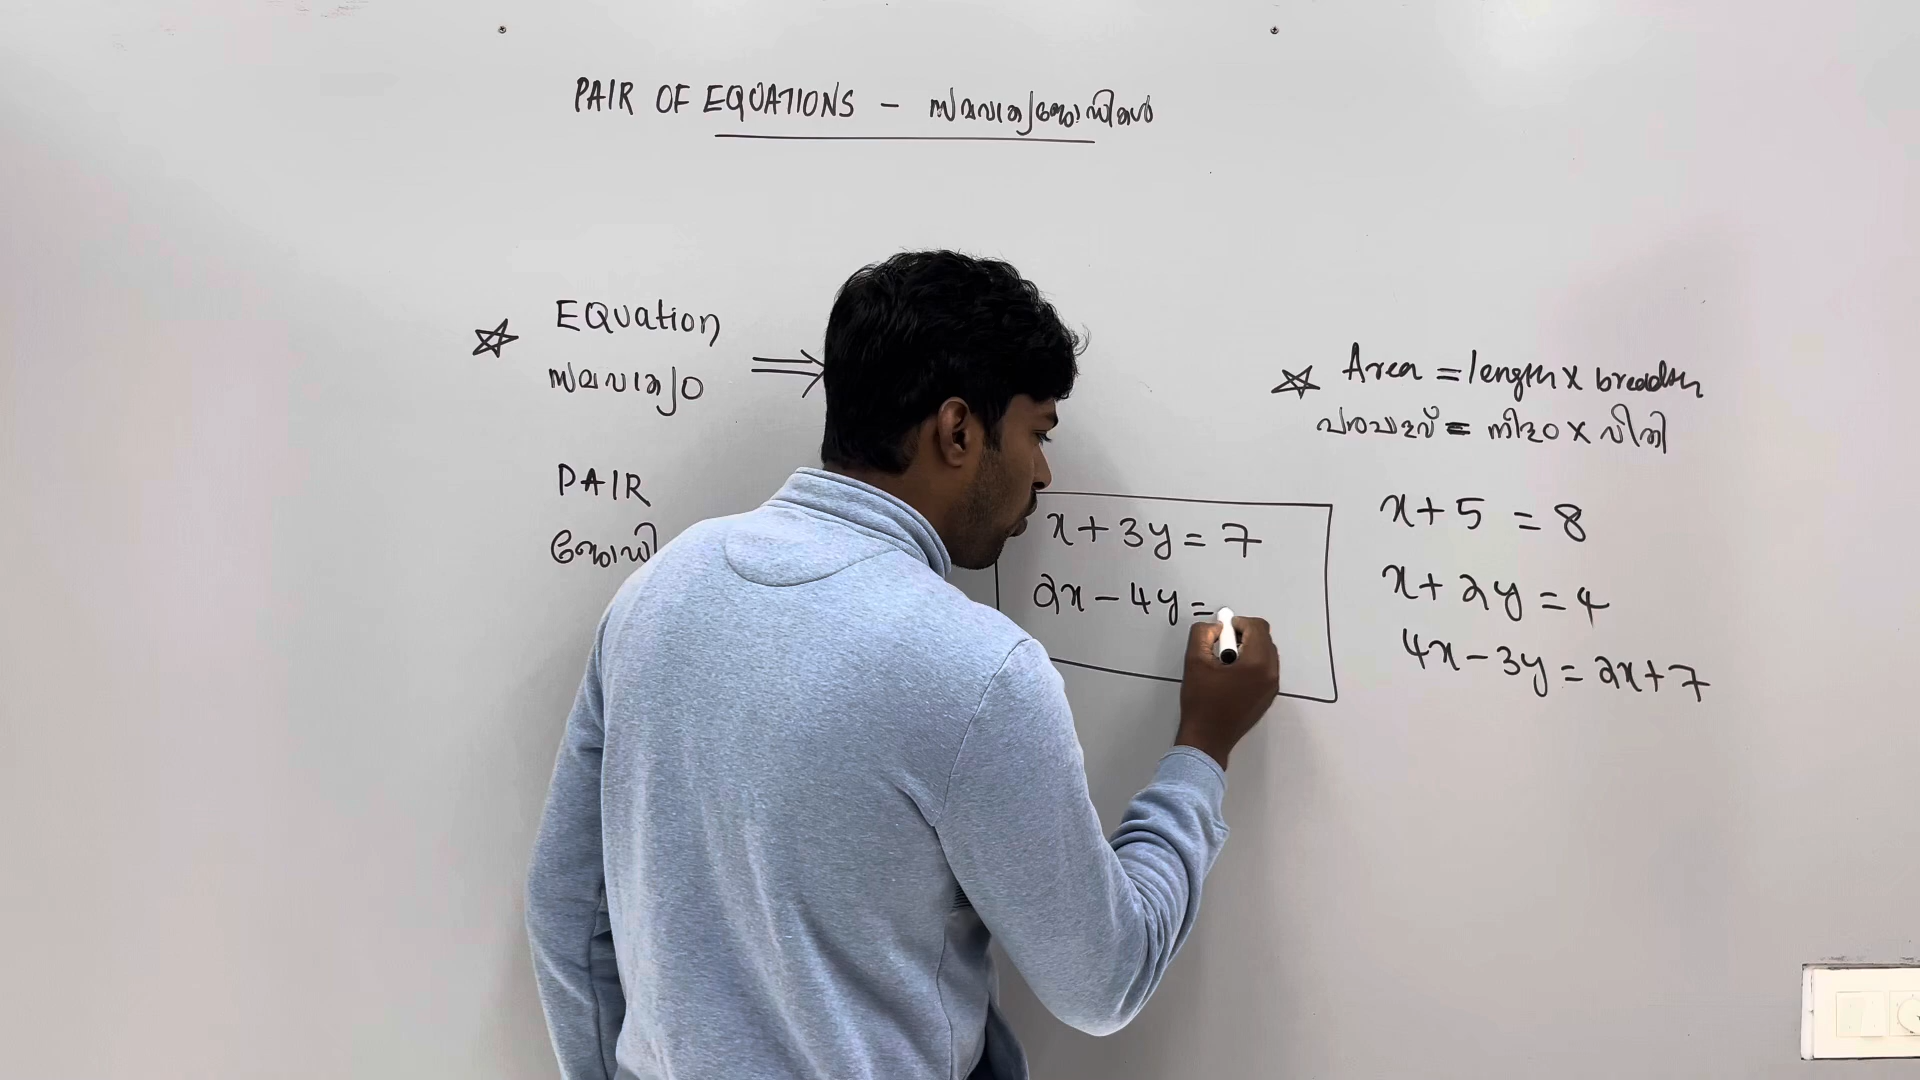 PAIR OF EQUATIONS - സമവാക്യജോഡികൾ
EQuation
സമവാക്യം
PAIR
ജോഡി
x + 3y = 7
2x - 4y =
Area = length x breadth
പരപ്പളവ് = നീളം x വീതി
x + 5 = 8
x + 2y = 4
4x - 3y = 2x + 7